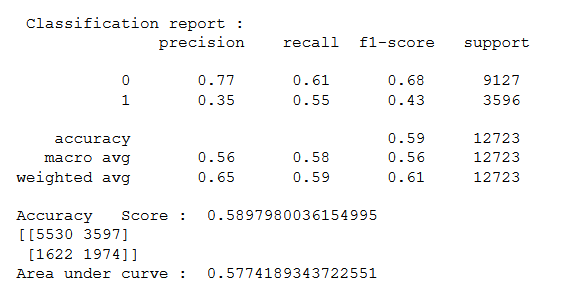 Classification report :
precision recall f1-score support
0 0.77 0.61 0.68 9127
1 0.35 0.55 0.43 3596
accuracy 0.59 12723
macro avg 0.56 0.58 0.56 12723
weighted avg 0.65 0.59 0.61 12723
Accuracy Score : 0.5897980036154995
[[5530 3597]
[1622 1974]]
Area under curve : 0.5774189343722551